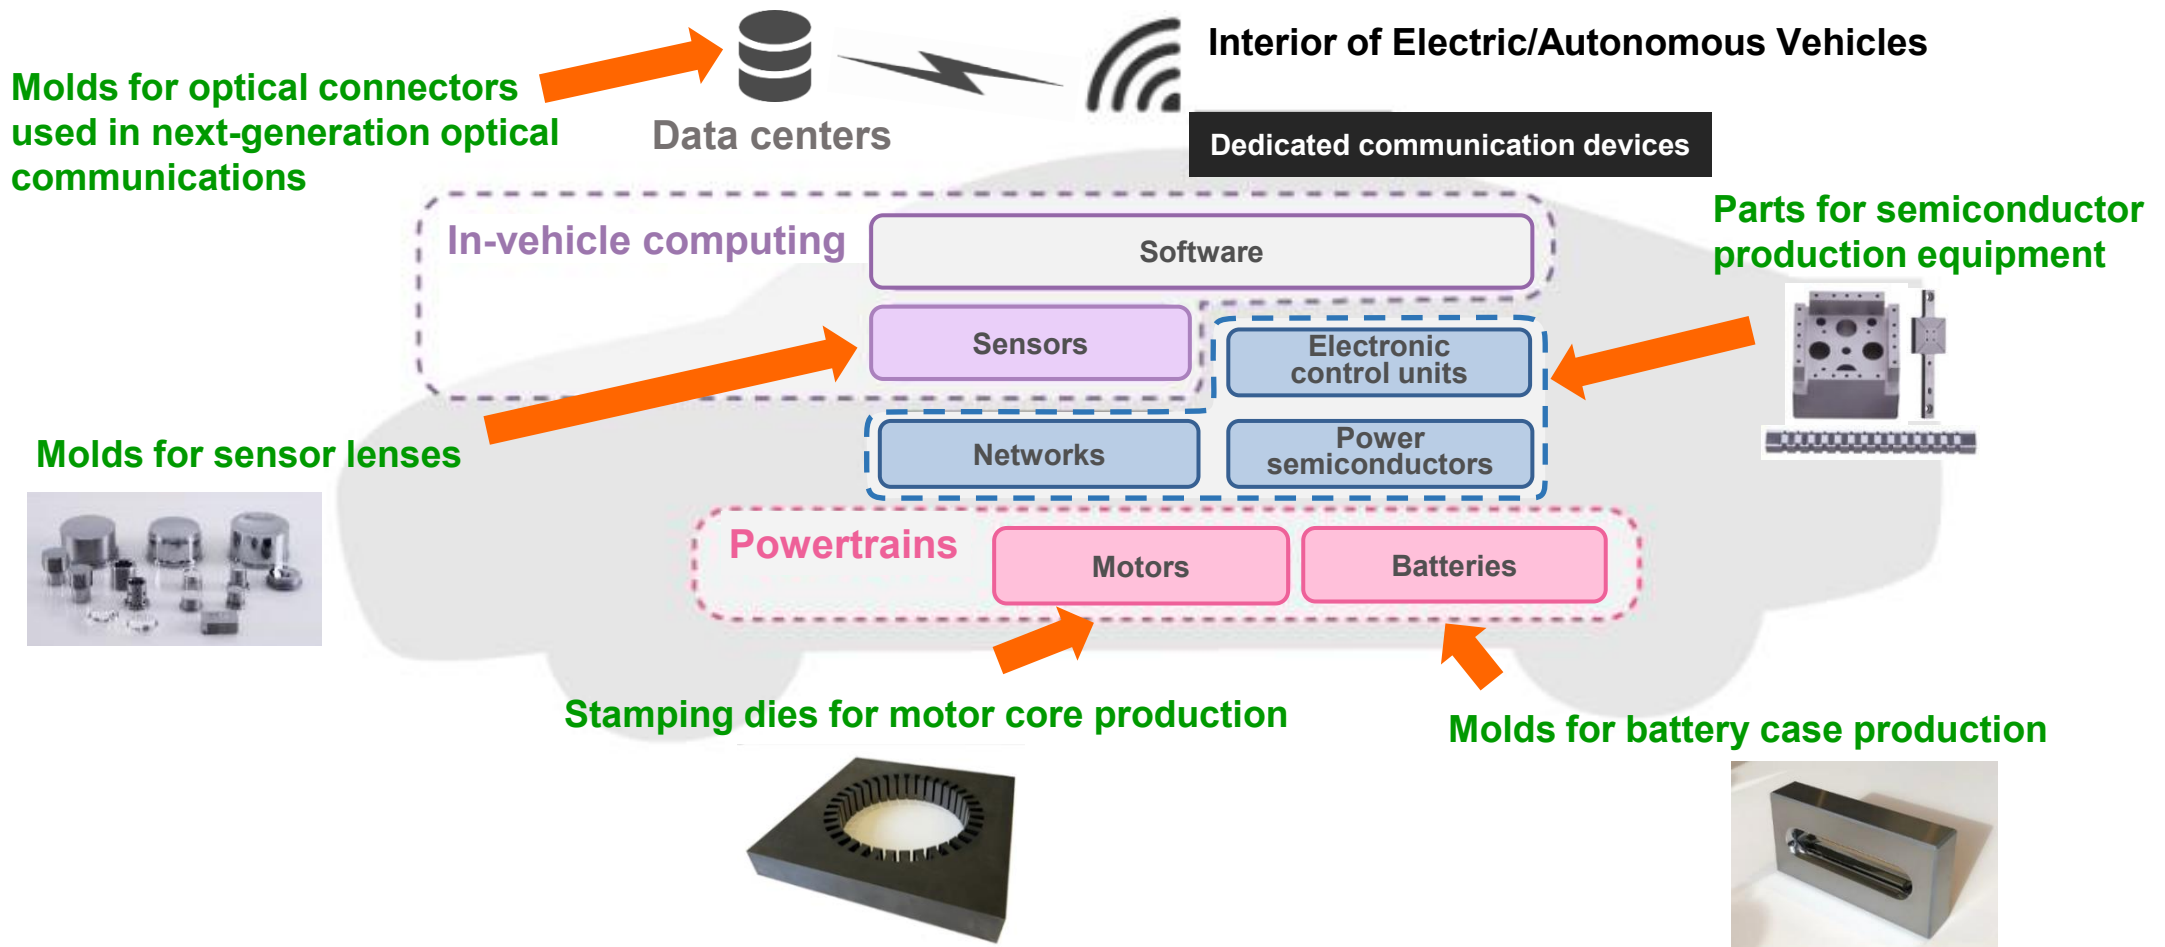 Interior of Electric/Autonomous Vehicles
Molds for optical connectors
used in next-generation optical
communications
Data centers
Dedicated communication devices
Parts for semiconductor
production equipment
In-vehicle computing
Software
Sensors
Electronic
control units
Molds for sensor lenses
Networks
Power
semiconductors
Powertrains
Motors
Batteries
Stamping dies for motor core production
Molds for battery case production